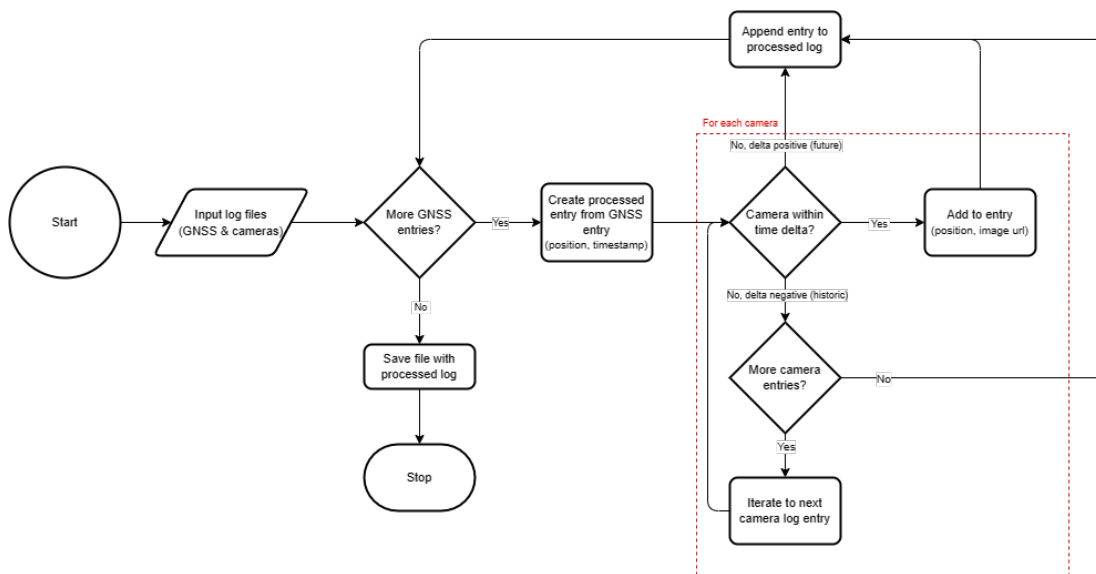 Append entry to
processed log
For each camera
No, delta positive (future)
Start
Input log files
(GNSS & cameras)
More GNSS
entries?
Yes
Create processed
entry from GNSS
entry
(position, timestamp)
Camera within
time delta?
Yes
Add to entry
(position, image url)
No, delta negative (historic)
No
Save file with
processed log
More camera
entries?
No
Yes
Stop
Iterate to next
camera log entry